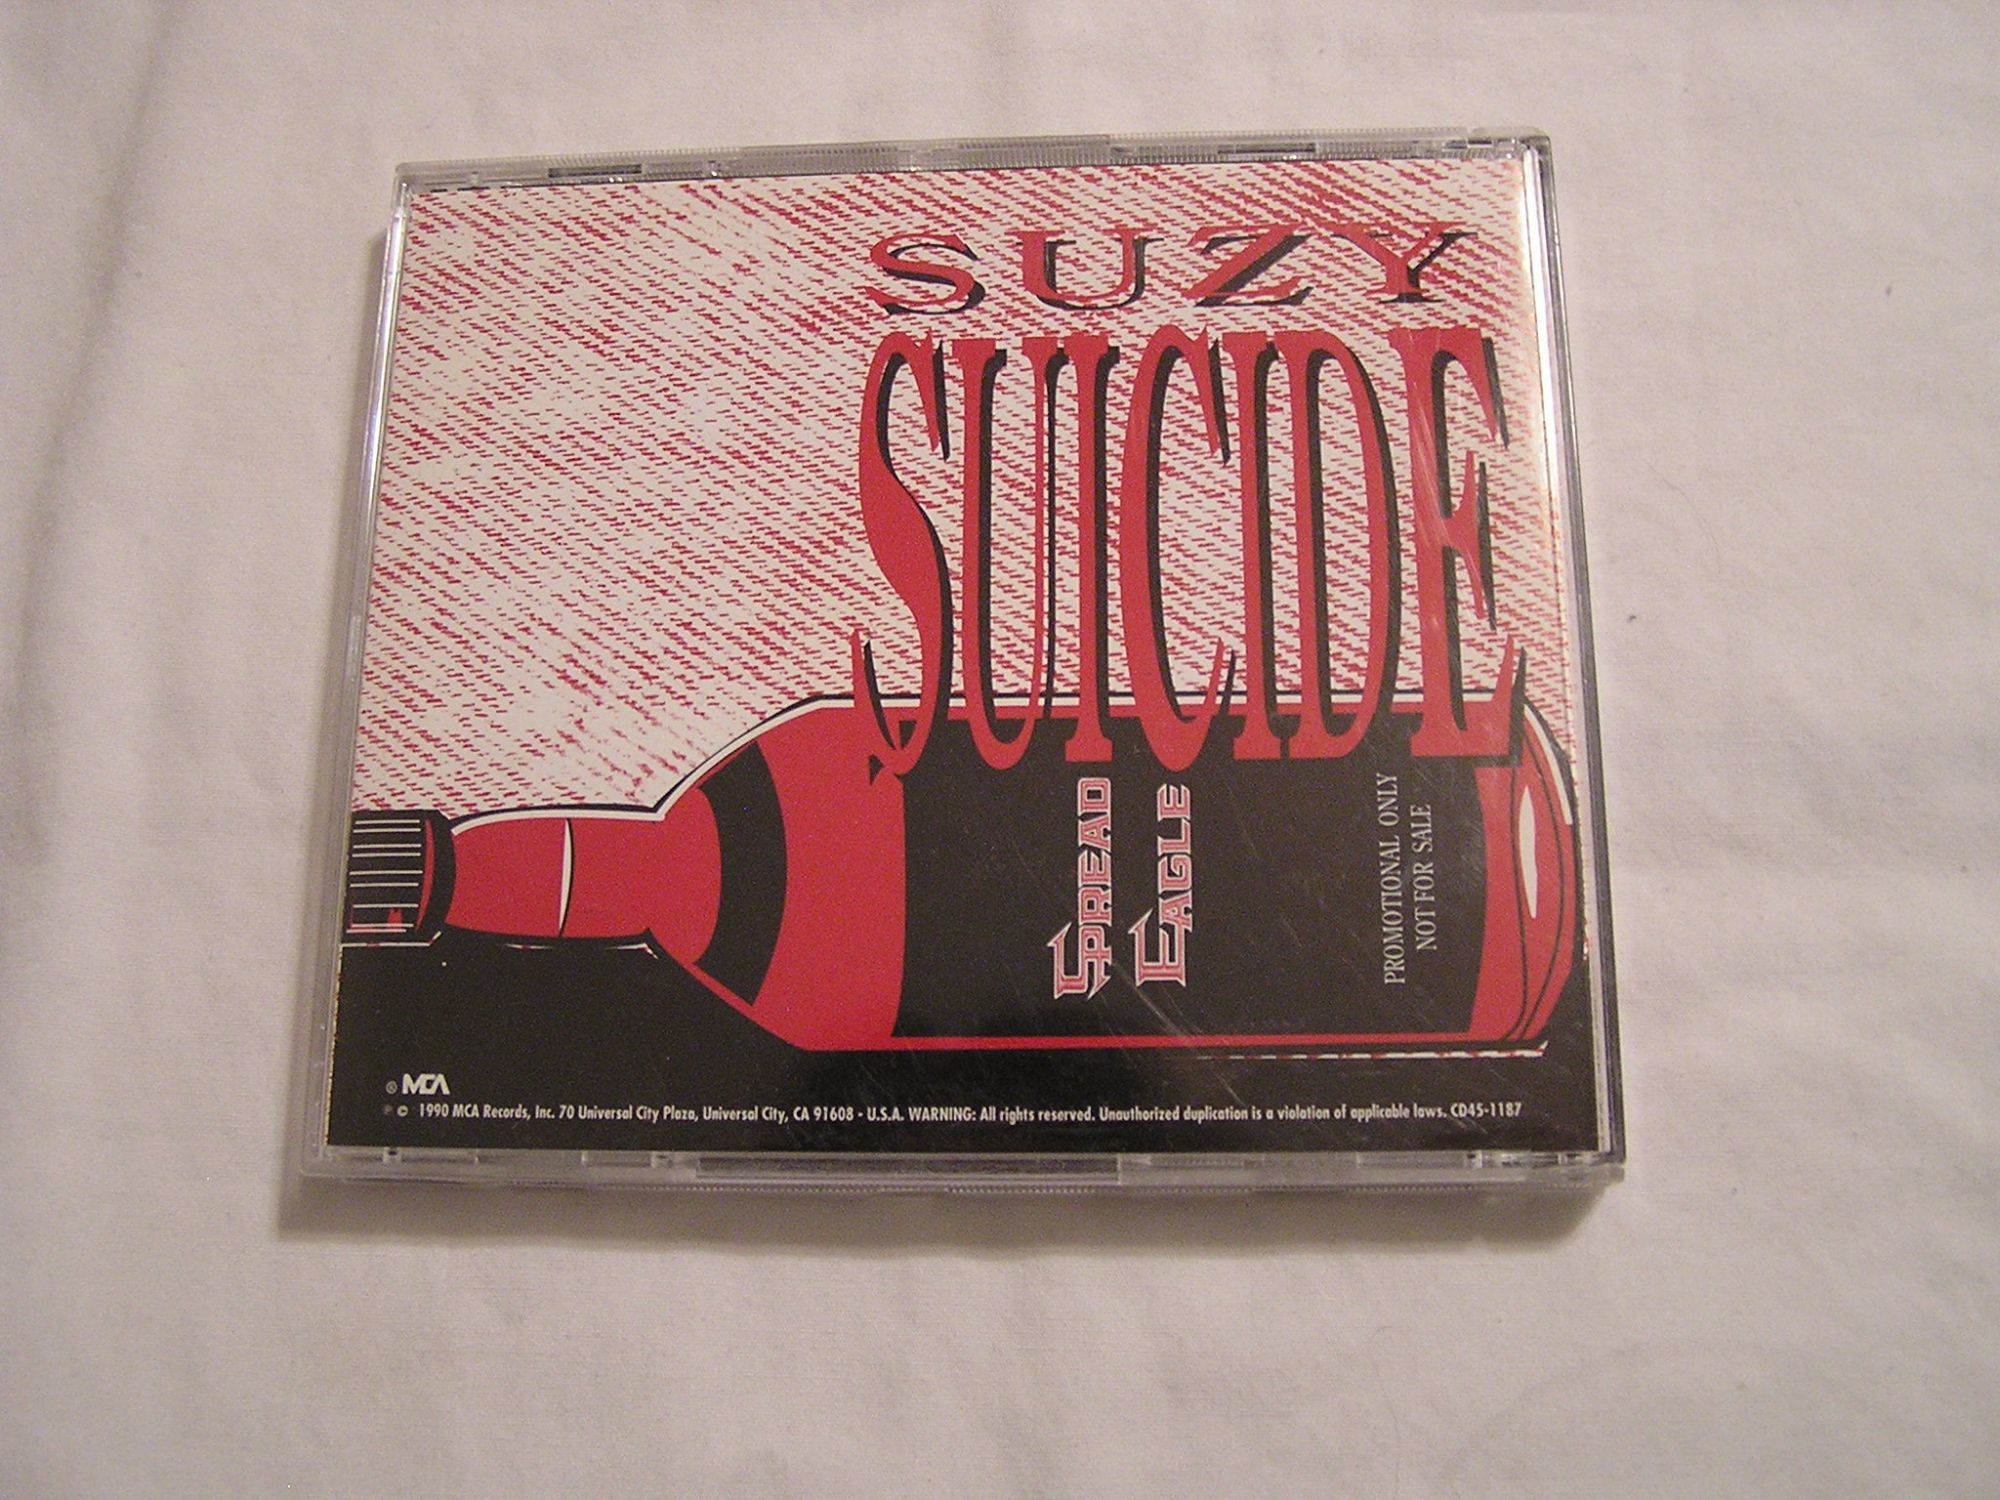 SUZY
SUICIDE
SPREAD
EAGLE
PROMOTIONAL ONLY
NOT FOR SALE
® MCA
℗ © 1990 MCA Records, Inc. 70 Universal City Plaza, Universal City, CA 91608 - U.S.A. WARNING: All rights reserved. Unauthorized duplication is a violation of applicable laws. CD45-1187